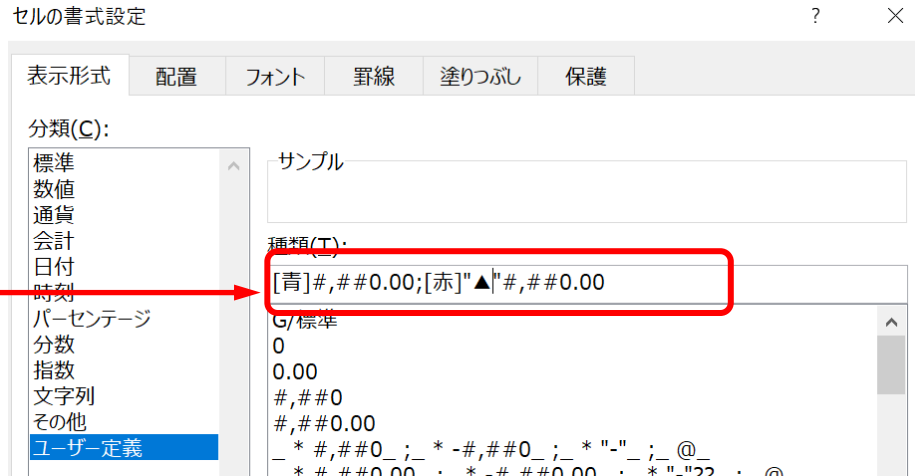 セルの書式設定
?
表示形式 配置 フォント 罫線 塗りつぶし 保護
分類(C):
標準
数値
通貨
会計
日付
時刻
パーセンテージ
分数
指数
文字列
その他
ユーザー定義
サンプル
種類(T):
[青]#,##0.00;[赤]"▲"#,##0.00
G/標準
0
0.00
#,##0
#,##0.00
_ * #,##0_ ;_ * -#,##0_ ;_ * "-"_ ;_ @_
_ * #,##0.00_ ;_ * -#,##0.00_ ;_ * "-"??_ ;_ @_